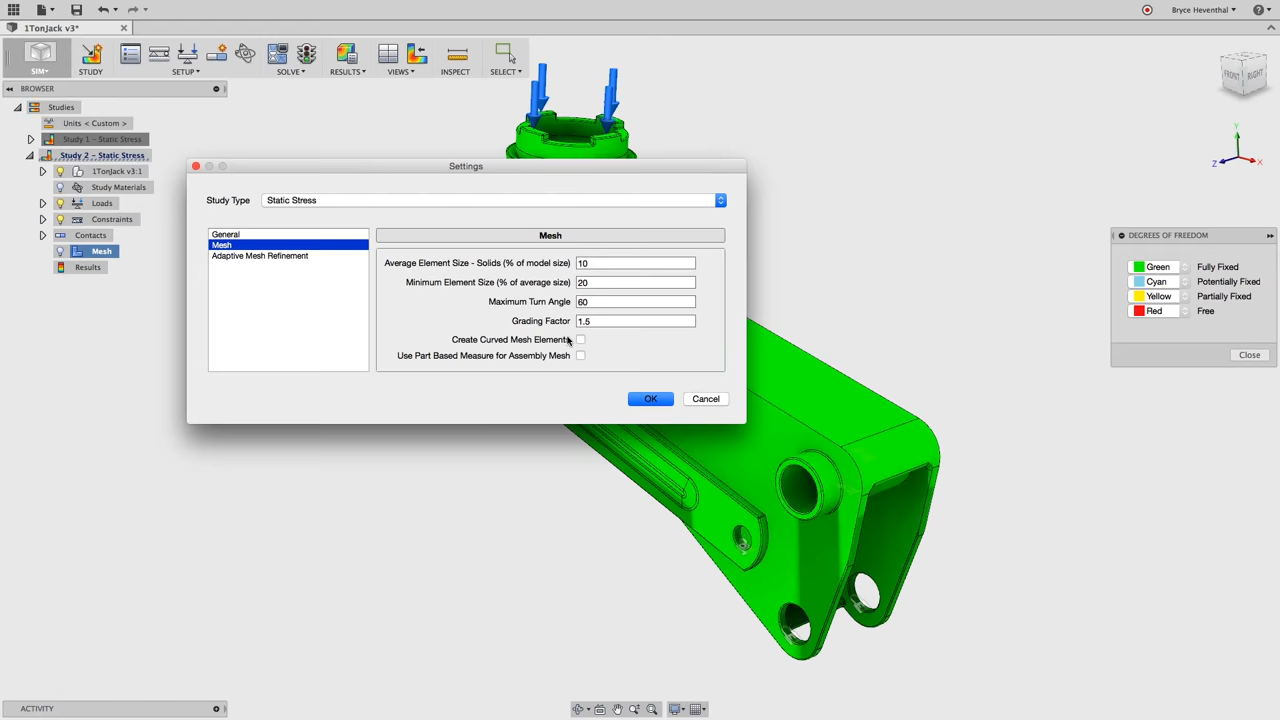 Bryce Heventhal
1TonJack v3*
SIM
STUDY
SETUP
SOLVE
RESULTS
VIEWS
INSPECT
SELECT
BROWSER
Studies
Units < Custom >
Study 1 – Static Stress
Study 2 – Static Stress
1TonJack v3:1
Study Materials
Loads
Constraints
Contacts
Mesh
Results
Settings
Study Type
Static Stress
General
Mesh
Adaptive Mesh Refinement
Mesh
Average Element Size - Solids (% of model size) 10
Minimum Element Size (% of average size) 20
Maximum Turn Angle 60
Grading Factor 1.5
Create Curved Mesh Elements
Use Part Based Measure for Assembly Mesh
OK
Cancel
FRONT
RIGHT
Y
Z
X
DEGREES OF FREEDOM
Green Fully Fixed
Cyan Potentially Fixed
Yellow Partially Fixed
Red Free
Close
ACTIVITY